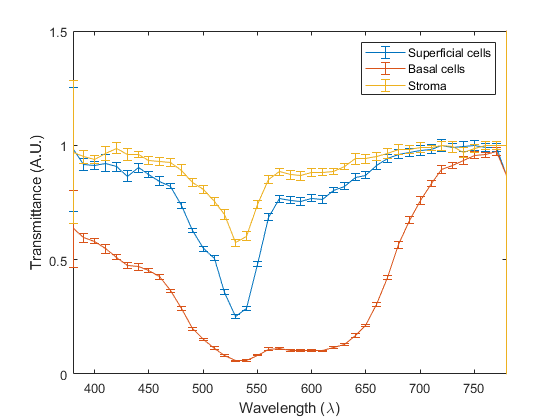 1.5
1
0.5
0
Transmittance (A.U.)
Superficial cells
Basal cells
Stroma
400 450 500 550 600 650 700 750
Wavelength (λ)